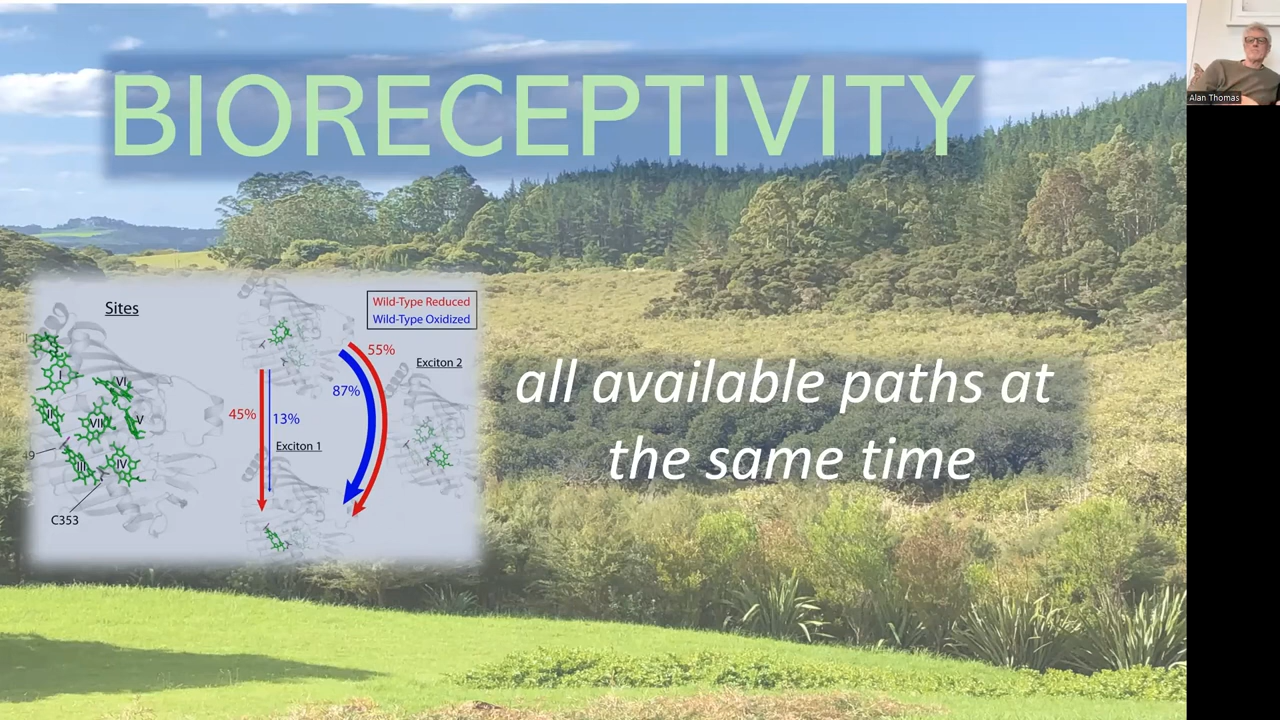 BIORECEPTIVITY
Alan Thomas
Sites
Wild-Type Reduced
Wild-Type Oxidized
55%
Exciton 2
87%
45%
13%
Exciton 1
I
VI
II
VII
V
III
IV
C353
all available paths at
the same time